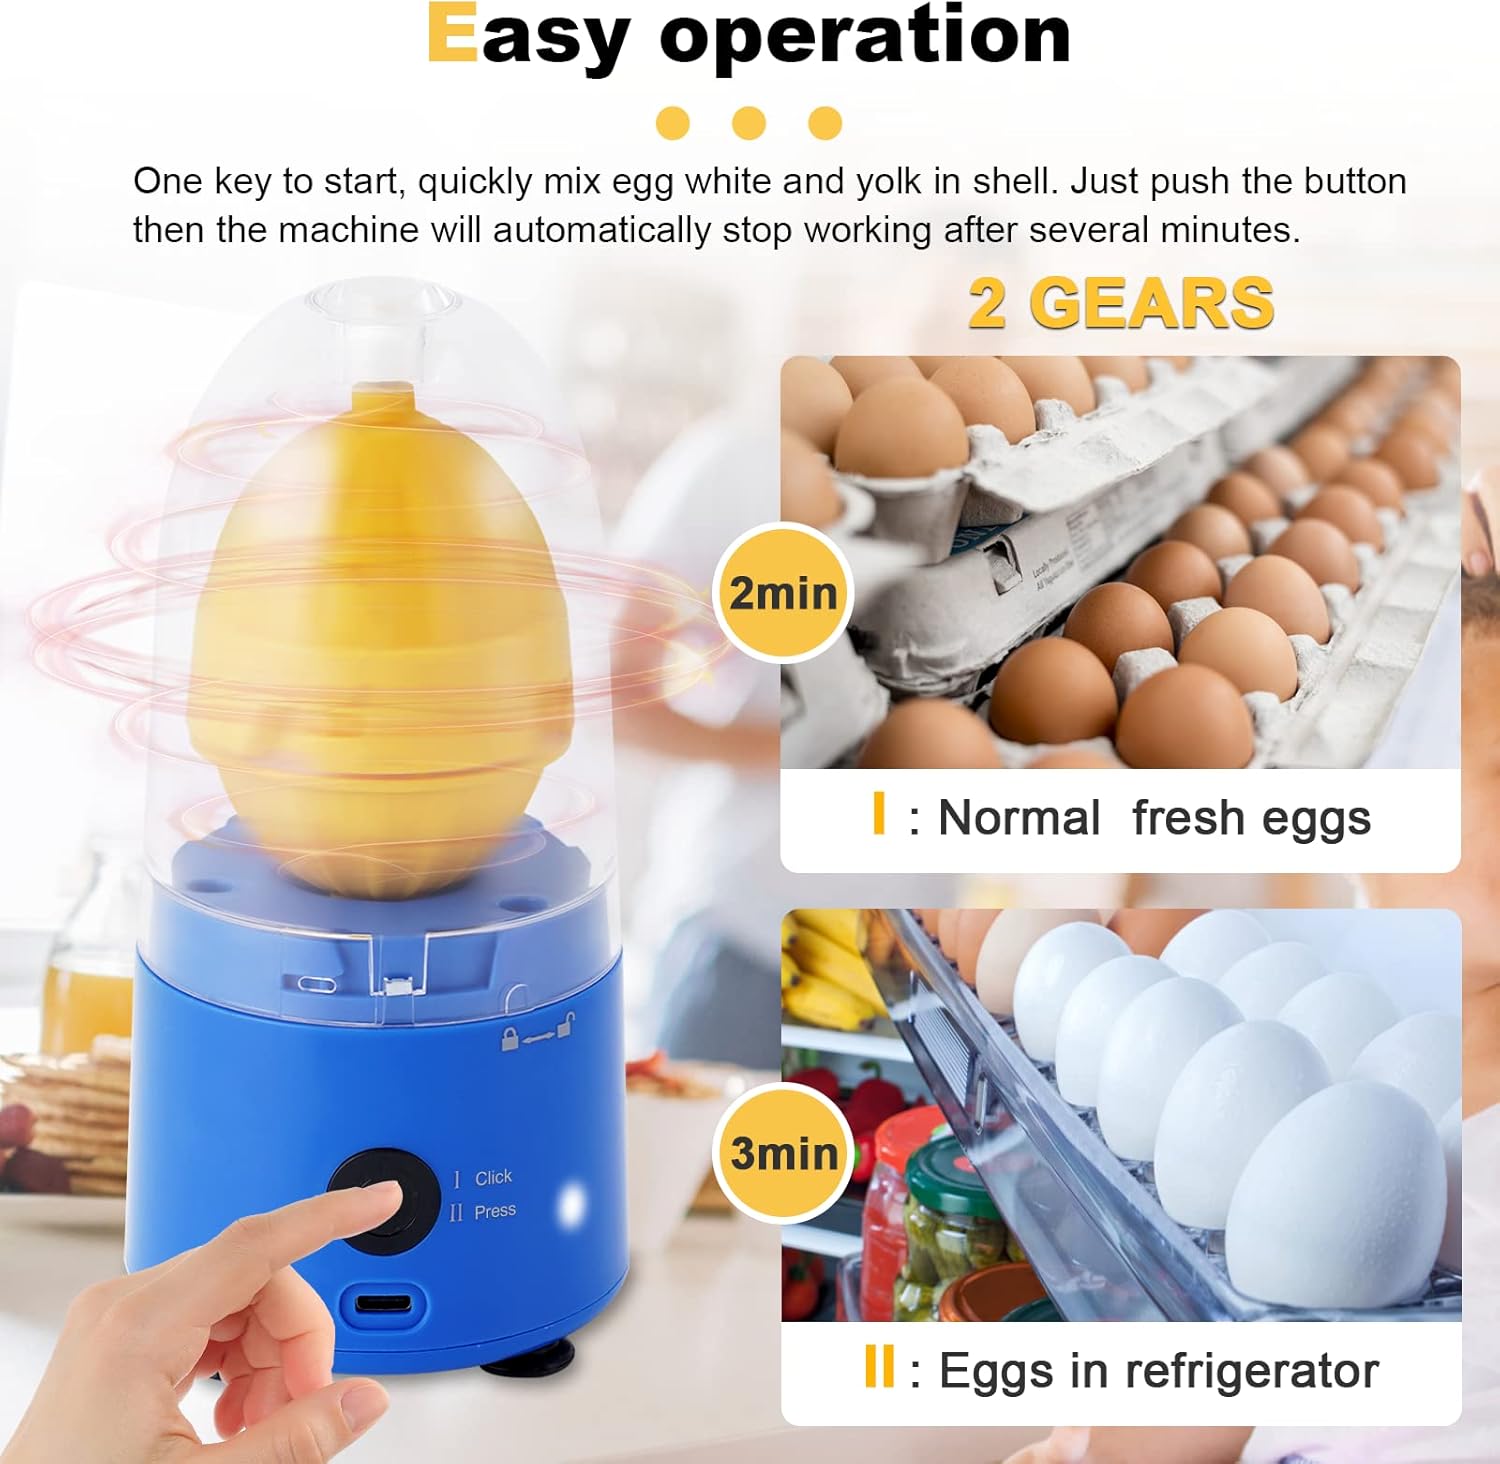 Easy operation
One key to start, quickly mix egg white and yolk in shell. Just push the button
then the machine will automatically stop working after several minutes.
2 GEARS
2min
I : Normal fresh eggs
I Click
II Press
3min
II : Eggs in refrigerator